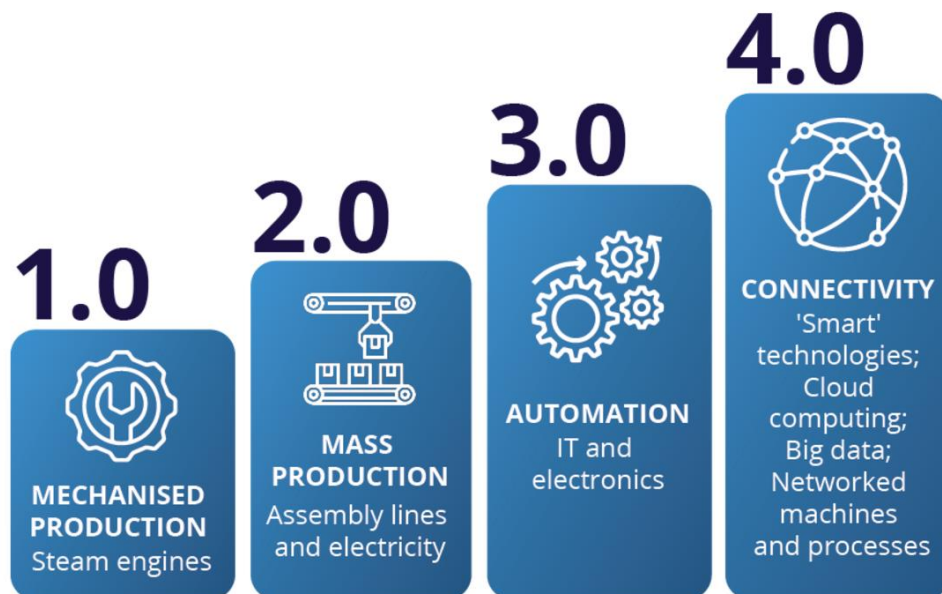 1.0
MECHANISED
PRODUCTION
Steam engines
2.0
MASS
PRODUCTION
Assembly lines
and electricity
3.0
AUTOMATION
IT and
electronics
4.0
CONNECTIVITY
'Smart'
technologies;
Cloud
computing;
Big data;
Networked
machines
and processes